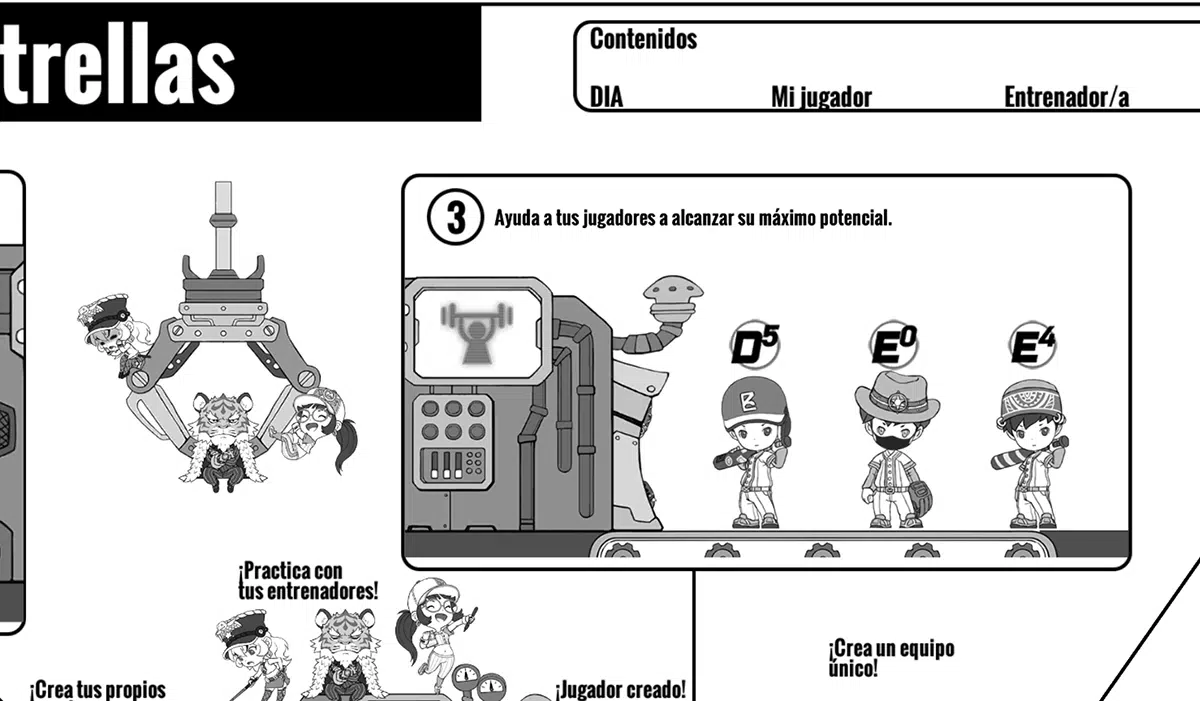 trellas
Contenidos
DIA Mi jugador Entrenador/a
3 Ayuda a tus jugadores a alcanzar su máximo potencial.
D5 E0 E4
B
¡Practica con
tus entrenadores!
¡Crea un equipo
único!
¡Crea tus propios
¡Jugador creado!